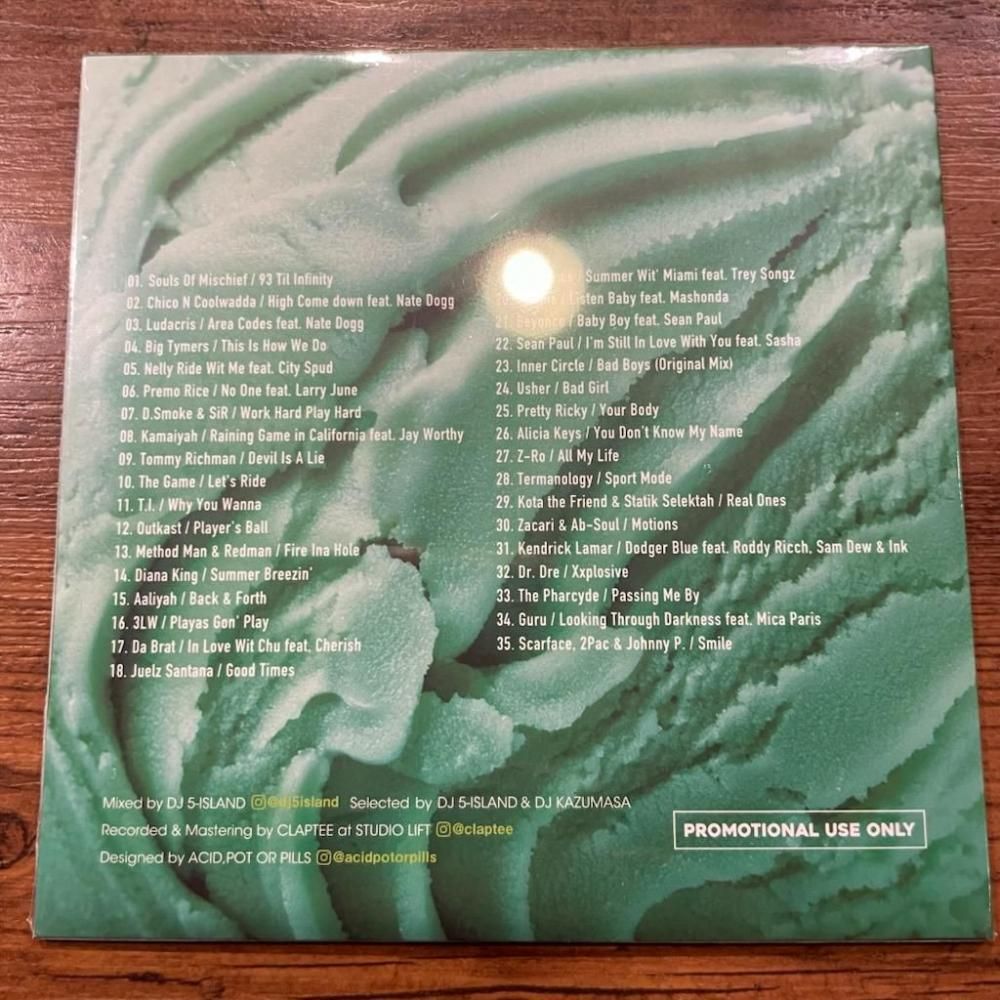 01. Souls Of Mischief / 93 Til Infinity
02. Chico N Coolwadda / High Come down feat. Nate Dogg
03. Ludacris / Area Codes feat. Nate Dogg
04. Big Tymers / This Is How We Do
05. Nelly Ride Wit Me feat. City Spud
06. Premo Rice / No One feat. Larry June
07. D.Smoke & SiR / Work Hard Play Hard
08. Kamaiyah / Raining Game in California feat. Jay Worthy
09. Tommy Richman / Devil Is A Lie
10. The Game / Let's Ride
11. T.I. / Why You Wanna
12. Outkast / Player's Ball
13. Method Man & Redman / Fire Ina Hole
14. Diana King / Summer Breezin'
15. Aaliyah / Back & Forth
16. 3LW / Playas Gon' Play
17. Da Brat / In Love Wit Chu feat. Cherish
18. Juelz Santana / Good Times
/ Summer Wit' Miami feat. Trey Songz
/ Listen Baby feat. Mashonda
21. Beyonce / Baby Boy feat. Sean Paul
22. Sean Paul / I'm Still In Love With You feat. Sasha
23. Inner Circle / Bad Boys (Original Mix)
24. Usher / Bad Girl
25. Pretty Ricky / Your Body
26. Alicia Keys / You Don't Know My Name
27. Z-Ro / All My Life
28. Termanology / Sport Mode
29. Kota the Friend & Statik Selektah / Real Ones
30. Zacari & Ab-Soul / Motions
31. Kendrick Lamar / Dodger Blue feat. Roddy Ricch, Sam Dew & Ink
32. Dr. Dre / Xxplosive
33. The Pharcyde / Passing Me By
34. Guru / Looking Through Darkness feat. Mica Paris
35. Scarface, 2Pac & Johnny P. / Smile
Mixed by DJ 5-ISLAND @dj5island Selected by DJ 5-ISLAND & DJ KAZUMASA
Recorded & Mastering by CLAPTEE at STUDIO LIFT @claptee
Designed by ACID,POT OR PILLS @acidpotorpills
PROMOTIONAL USE ONLY